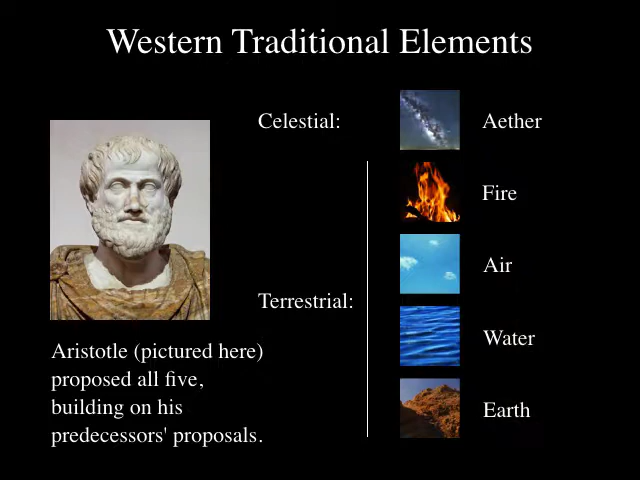 Western Traditional Elements
Celestial:
Aether
Fire
Air
Terrestrial:
Water
Earth
Aristotle (pictured here)
proposed all five,
building on his
predecessors' proposals.